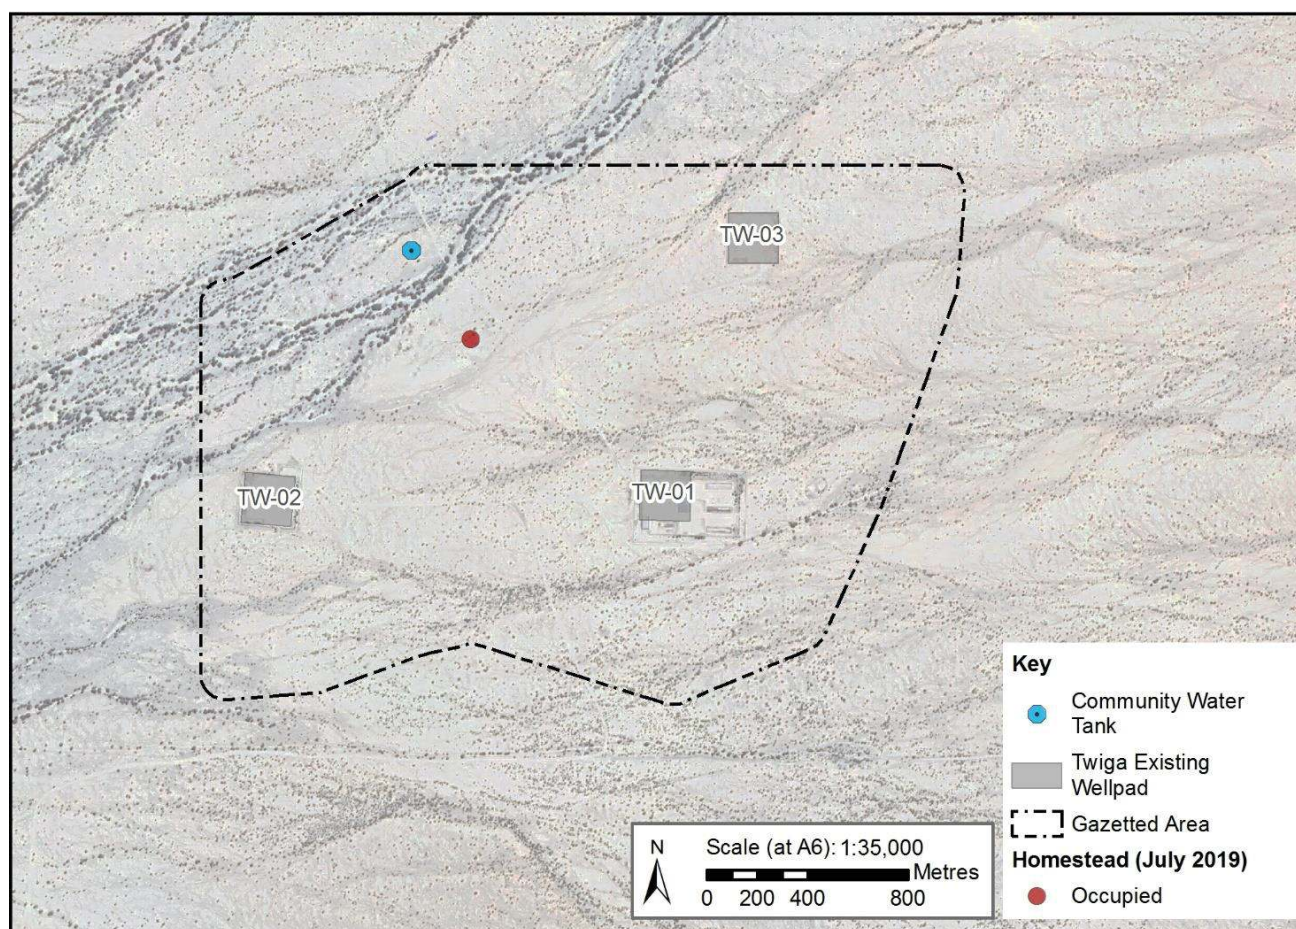 TW-03
TW-02
TW-01
Key
Community Water
Tank
Twiga Existing
Wellpad
Gazetted Area
Homestead (July 2019)
Occupied
N
Scale (at A6): 1:35,000
Metres
0 200 400 800